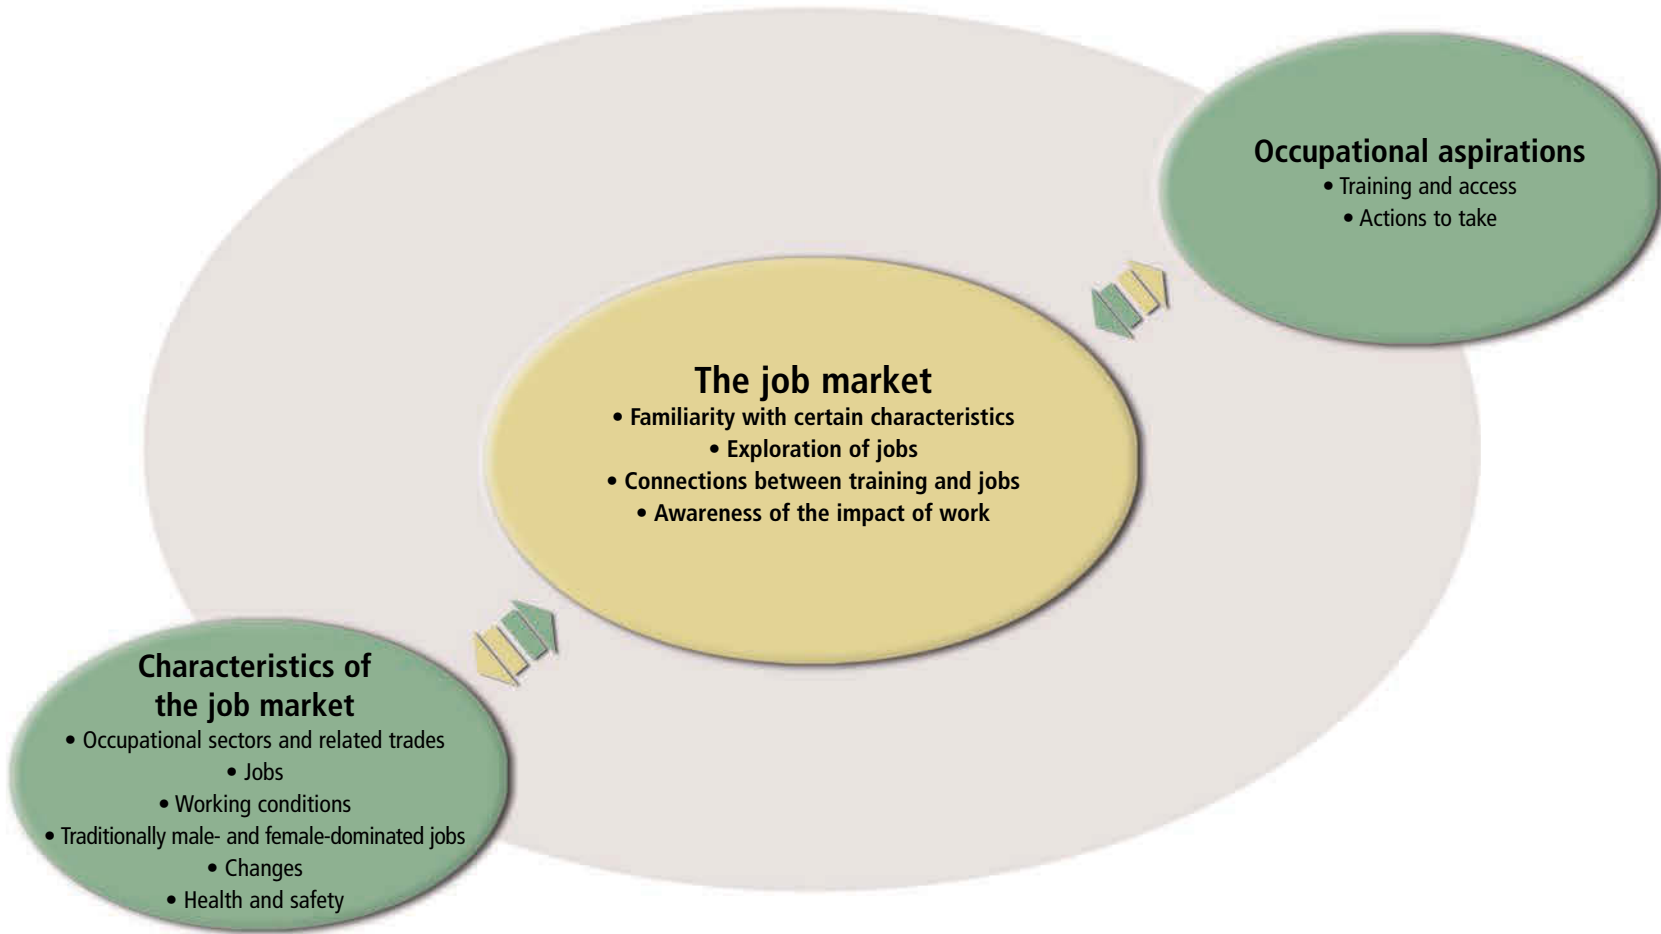 Occupational aspirations
• Training and access
• Actions to take
The job market
• Familiarity with certain characteristics
• Exploration of jobs
• Connections between training and jobs
• Awareness of the impact of work
Characteristics of
the job market
• Occupational sectors and related trades
• Jobs
• Working conditions
• Traditionally male- and female-dominated jobs
• Changes
• Health and safety